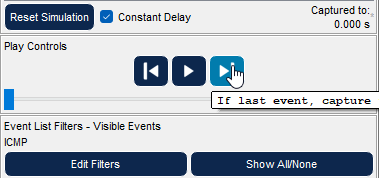 Reset Simulation
Constant Delay
Captured to:
0.000 s
Play Controls
If last event, capture
Event List Filters - Visible Events
ICMP
Edit Filters
Show All/None